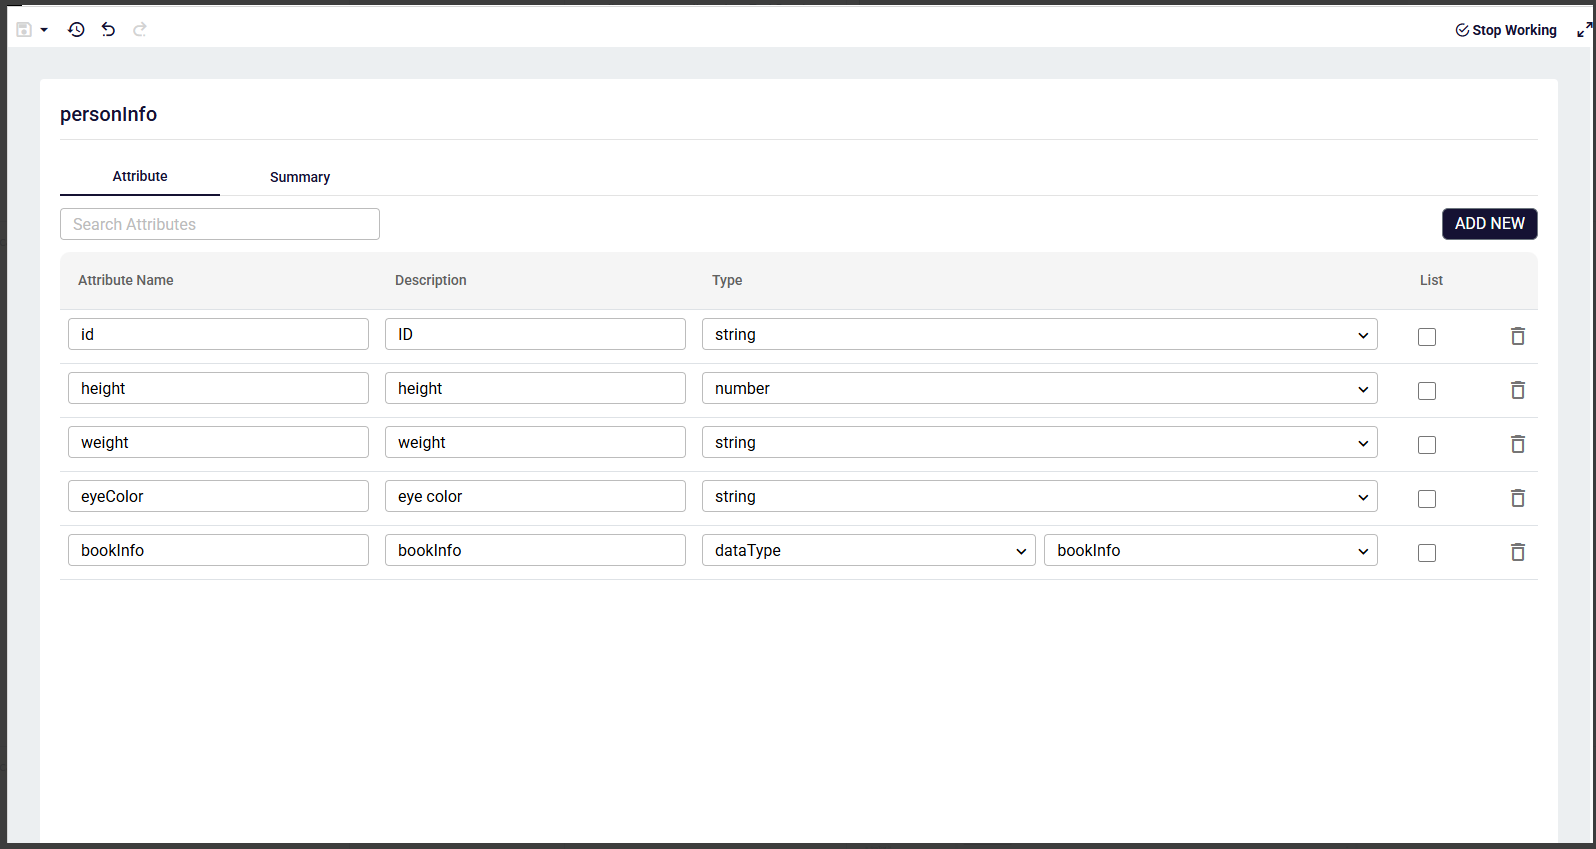 Stop Working
personInfo
Attribute Summary
Search Attributes ADD NEW
Attribute Name Description Type List
id ID string
height height number
weight weight string
eyeColor eye color string
bookInfo bookInfo dataType bookInfo